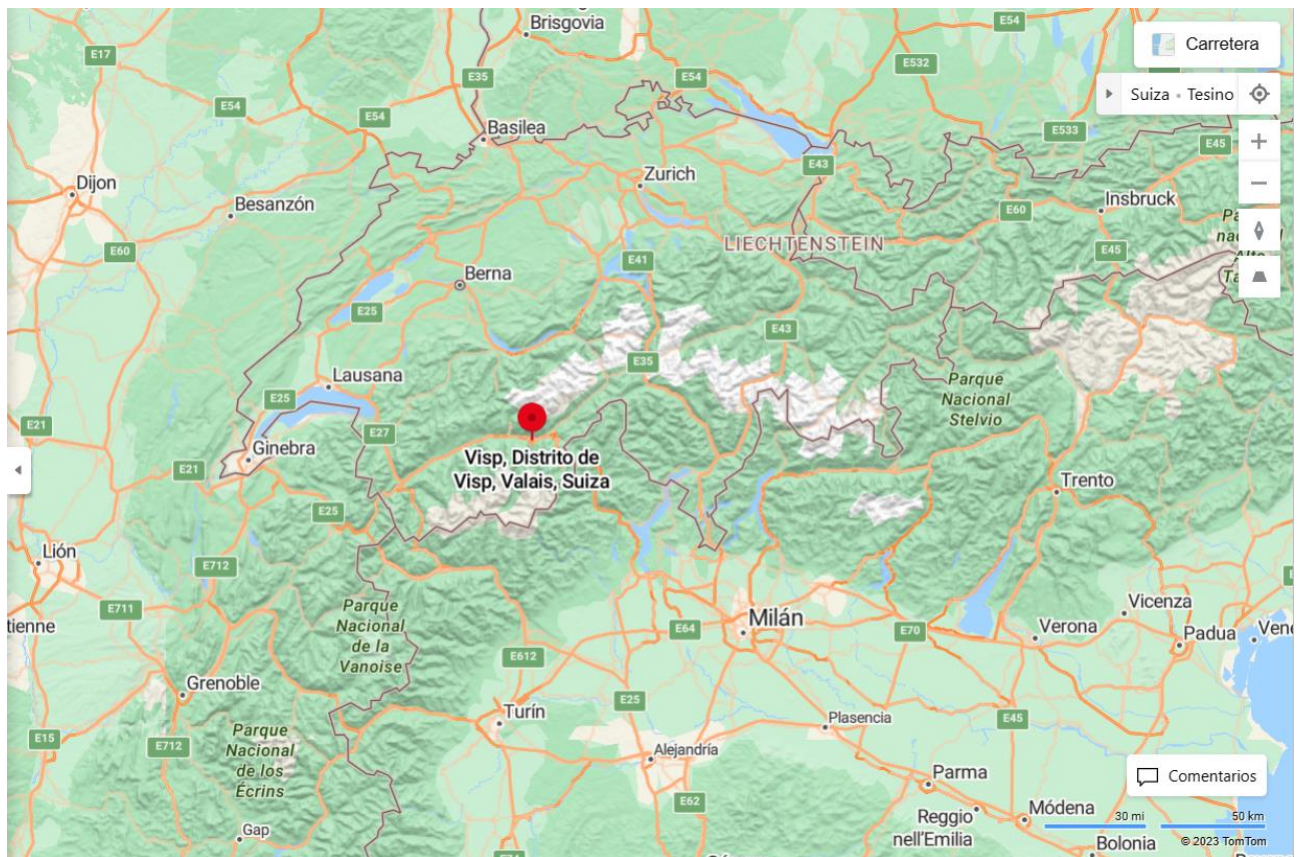 Brisgovia
E54
E17
Carretera
E54
E532
E35
E54
Suiza • Tesino
E54
E533
Basilea
E43
E45
Zurich
Dijon
Besanzón
Insbruck
E60
E60
LIECHTENSTEIN
E45
E41
Berna
E25
E43
E35
Lausana
Parque
Nacional
Stelvio
E25
E21
E27
Ginebra
Visp, Distrito de
Visp, Valais, Suiza
E21
Trento
E25
Lión
E712
E711
tienne
Parque
Nacional
de la
Vanoise
Milán
E64
E70
Vicenza
Verona
Padua
Vene
E612
Grenoble
E25
Turín
Plasencia
E45
E15
E712
Parque
Nacional
de los
Écrins
Alejandría
Comentarios
Parma
E62
Módena
Reggio
nell'Emilia
30 mi
50 km
Gap
Bolonia
© 2023 TomTom